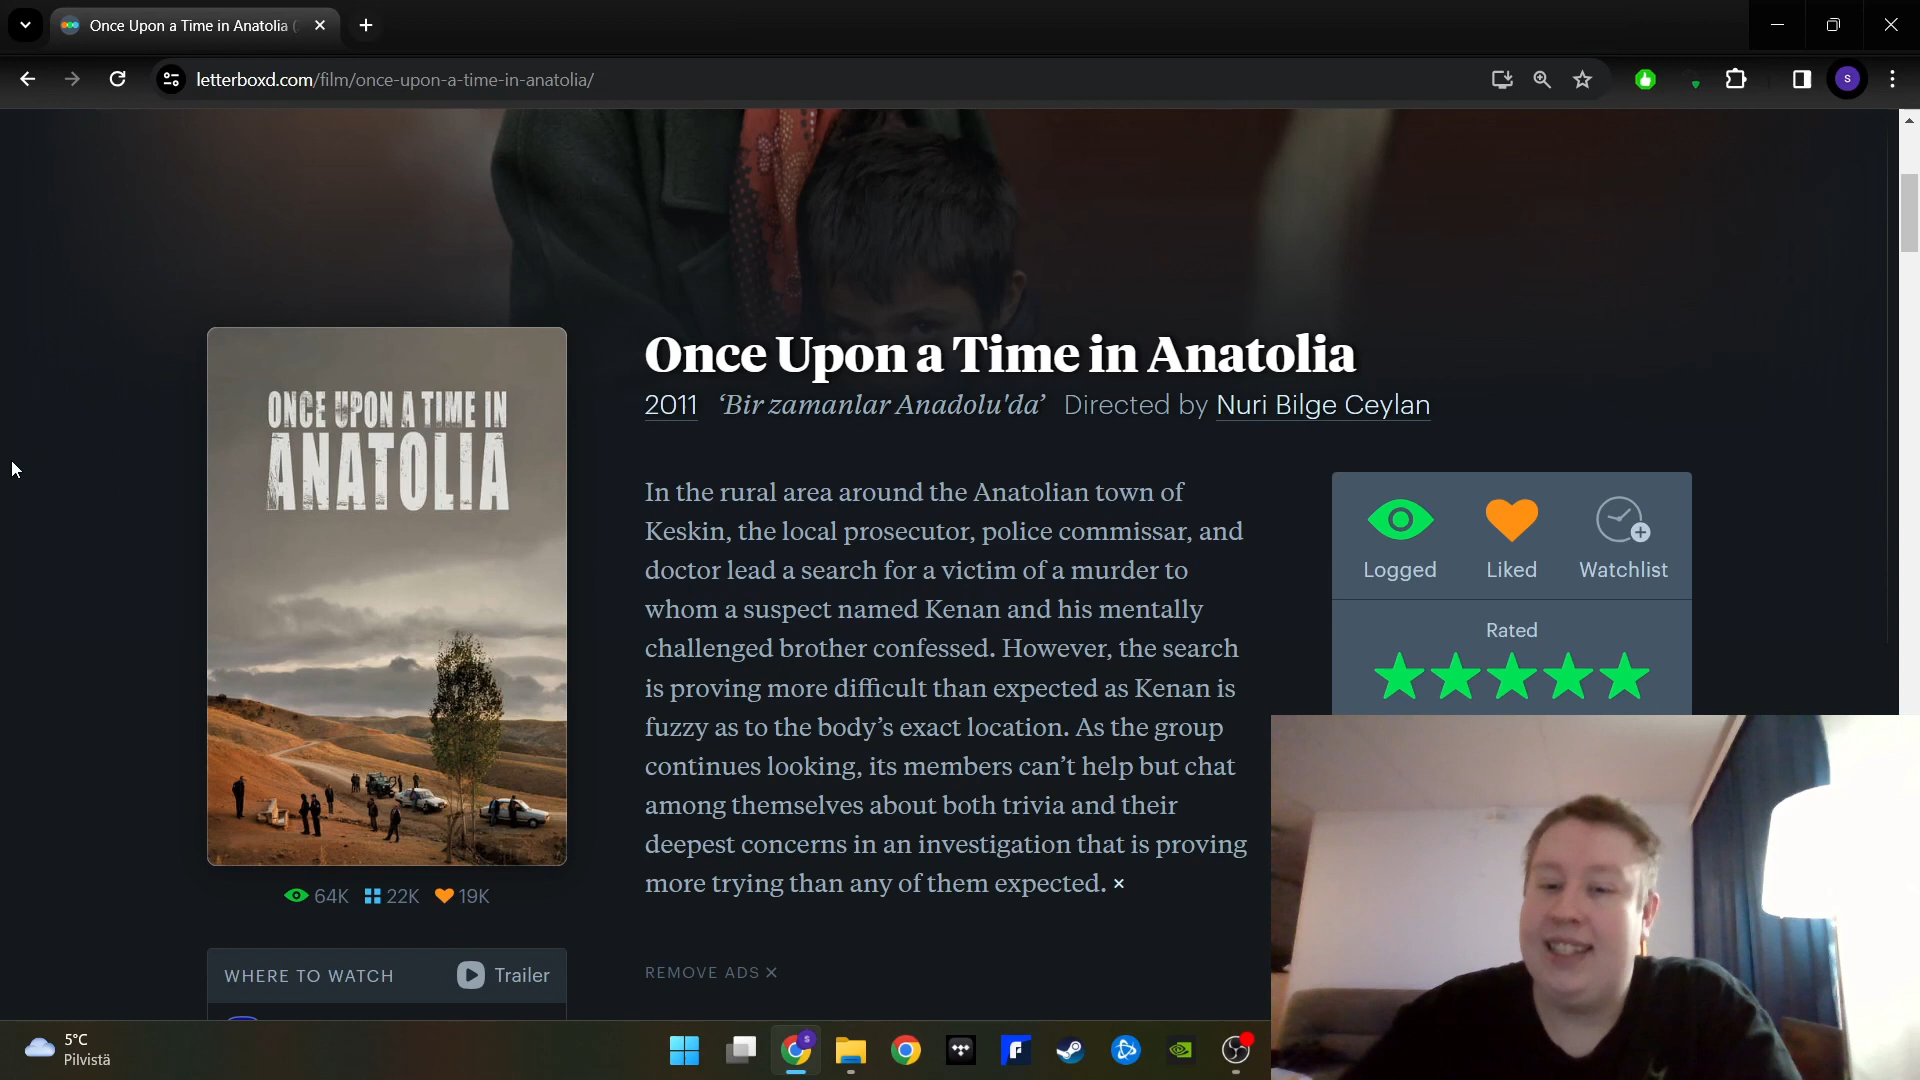 Once Upon a Time in Anatolia (
letterboxd.com/film/once-upon-a-time-in-anatolia/
S
ONCE UPON A TIME IN
ANATOLIA
64K 22K 19K
WHERE TO WATCH Trailer
Once Upon a Time in Anatolia
2011 ‘Bir zamanlar Anadolu'da’ Directed by Nuri Bilge Ceylan
In the rural area around the Anatolian town of
Keskin, the local prosecutor, police commissar, and
doctor lead a search for a victim of a murder to
whom a suspect named Kenan and his mentally
challenged brother confessed. However, the search
is proving more difficult than expected as Kenan is
fuzzy as to the body’s exact location. As the group
continues looking, its members can’t help but chat
among themselves about both trivia and their
deepest concerns in an investigation that is proving
more trying than any of them expected. ×
REMOVE ADS ×
Logged Liked Watchlist
Rated
5°C
Pilvistä